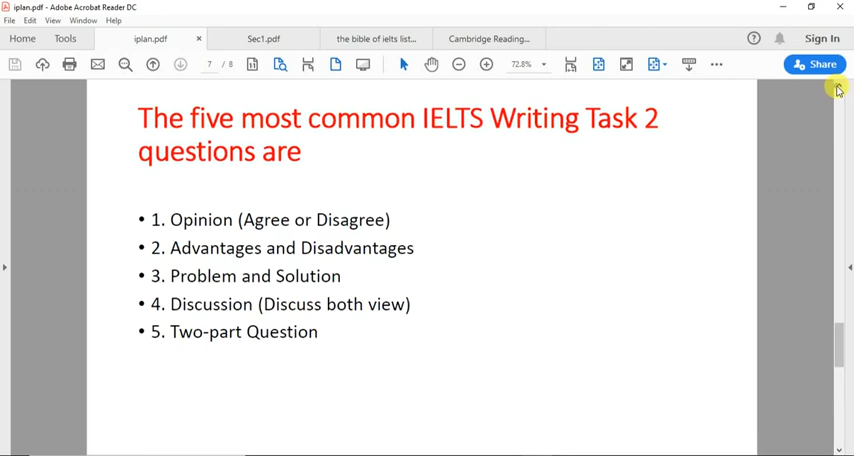 iplan.pdf - Adobe Acrobat Reader DC
File Edit View Window Help
Home Tools iplan.pdf × Sec1.pdf the bible of ielts list... Cambridge Reading... ? Sign In
7 / 8 72.8% Share
The five most common IELTS Writing Task 2
questions are
• 1. Opinion (Agree or Disagree)
• 2. Advantages and Disadvantages
• 3. Problem and Solution
• 4. Discussion (Discuss both view)
• 5. Two-part Question